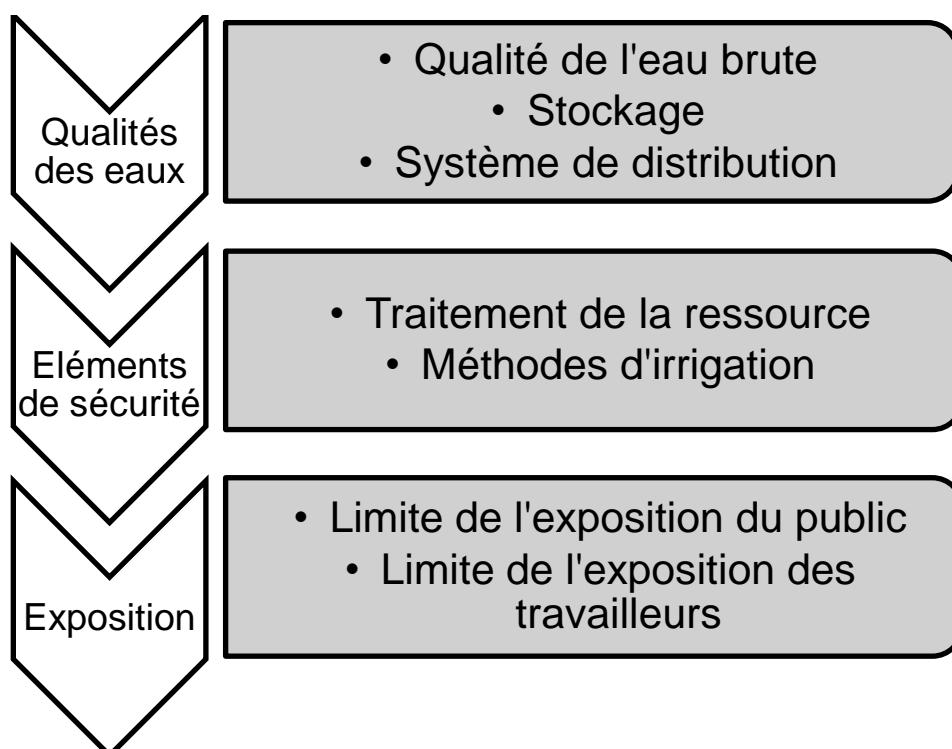 Qualités
des eaux
• Qualité de l'eau brute
• Stockage
• Système de distribution
Eléments
de sécurité
• Traitement de la ressource
• Méthodes d'irrigation
Exposition
• Limite de l'exposition du public
• Limite de l'exposition des
travailleurs